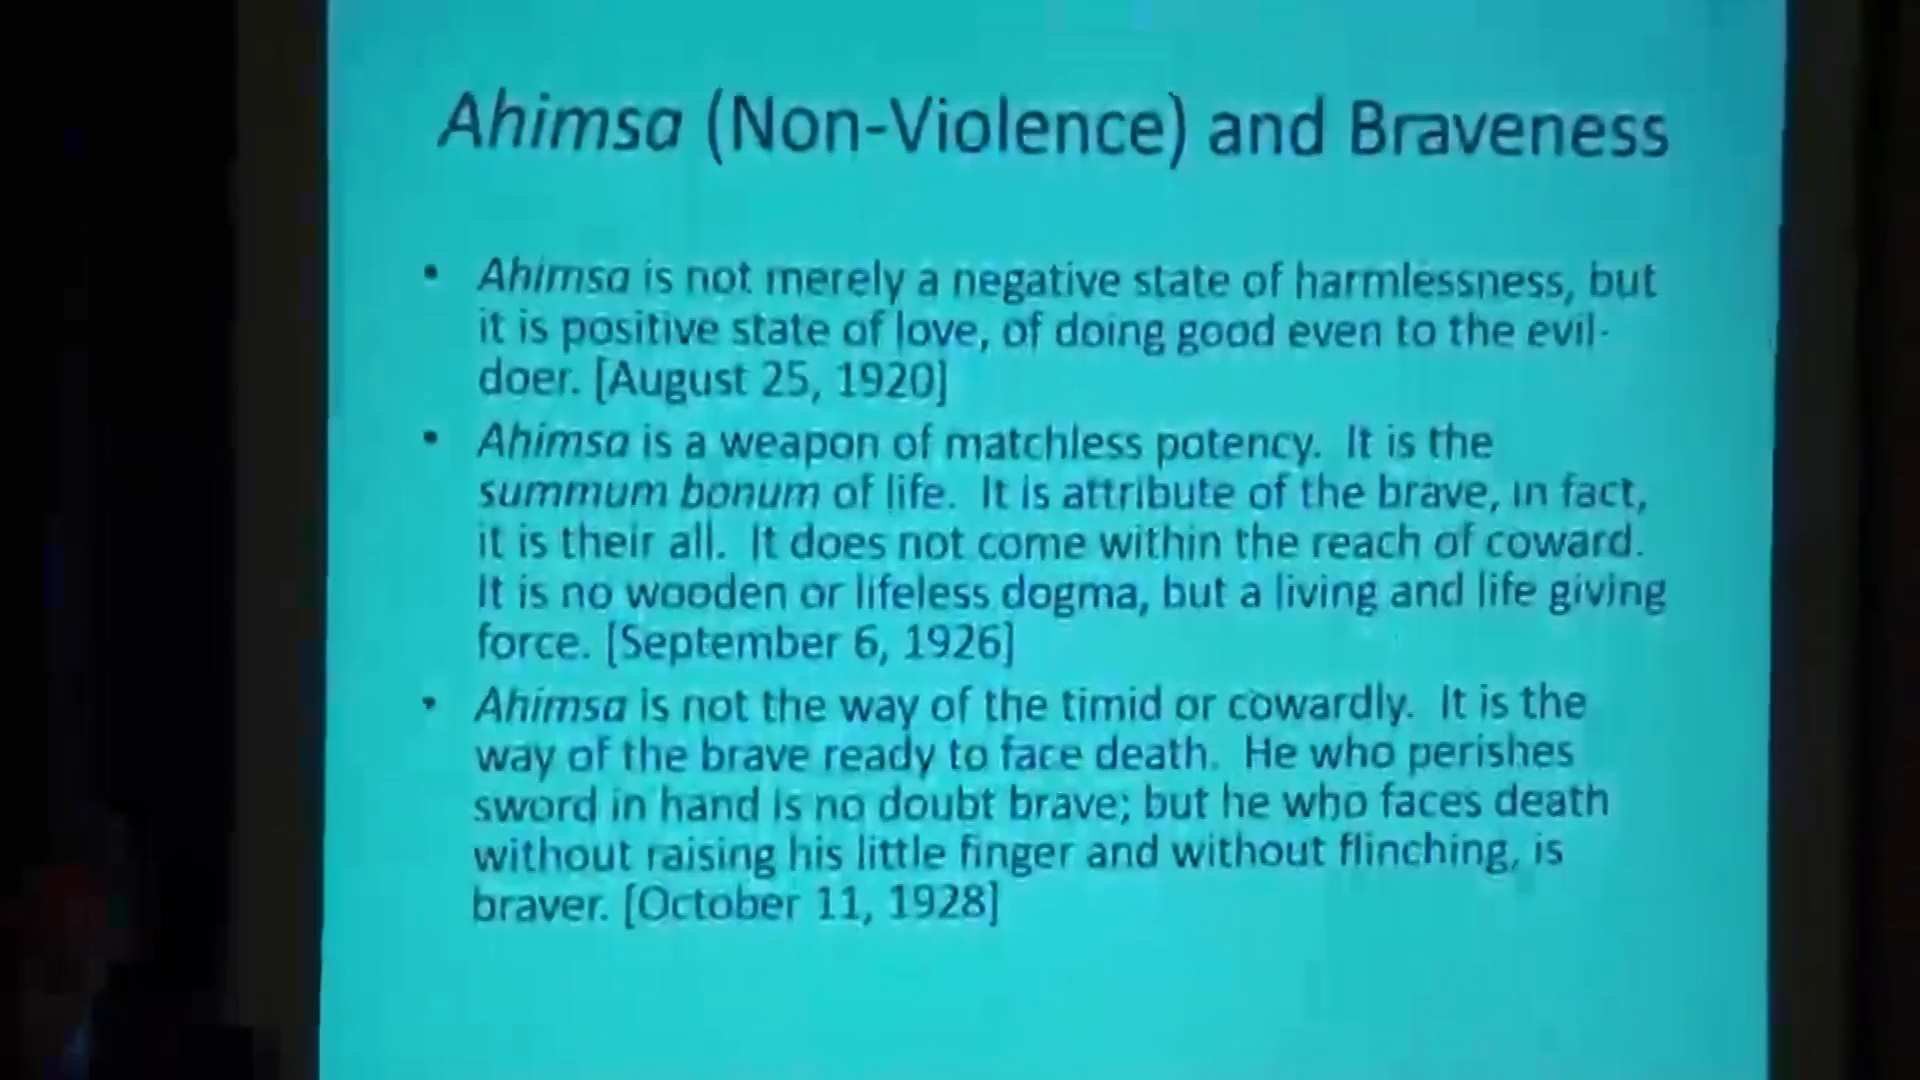 Ahimsa (Non-Violence) and Braveness
• Ahimsa is not merely a negative state of harmlessness, but
it is positive state of love, of doing good even to the evil-
doer. [August 25, 1920]
• Ahimsa is a weapon of matchless potency. It is the
summum bonum of life. It is attribute of the brave, in fact,
it is their all. It does not come within the reach of coward.
It is no wooden or lifeless dogma, but a living and life giving
force. [September 6, 1926]
• Ahimsa is not the way of the timid or cowardly. It is the
way of the brave ready to face death. He who perishes
sword in hand is no doubt brave; but he who faces death
without raising his little finger and without flinching, is
braver. [October 11, 1928]